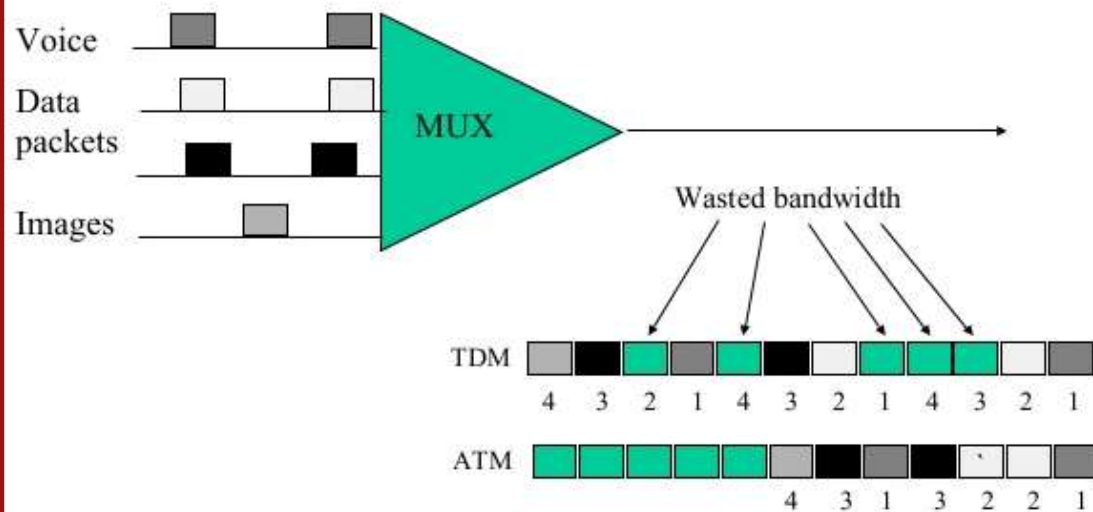 Voice
Data
packets
Images
MUX
Wasted bandwidth
TDM
4 3 2 1 4 3 2 1 4 3 2 1
ATM
4 3 1 3 2 2 1